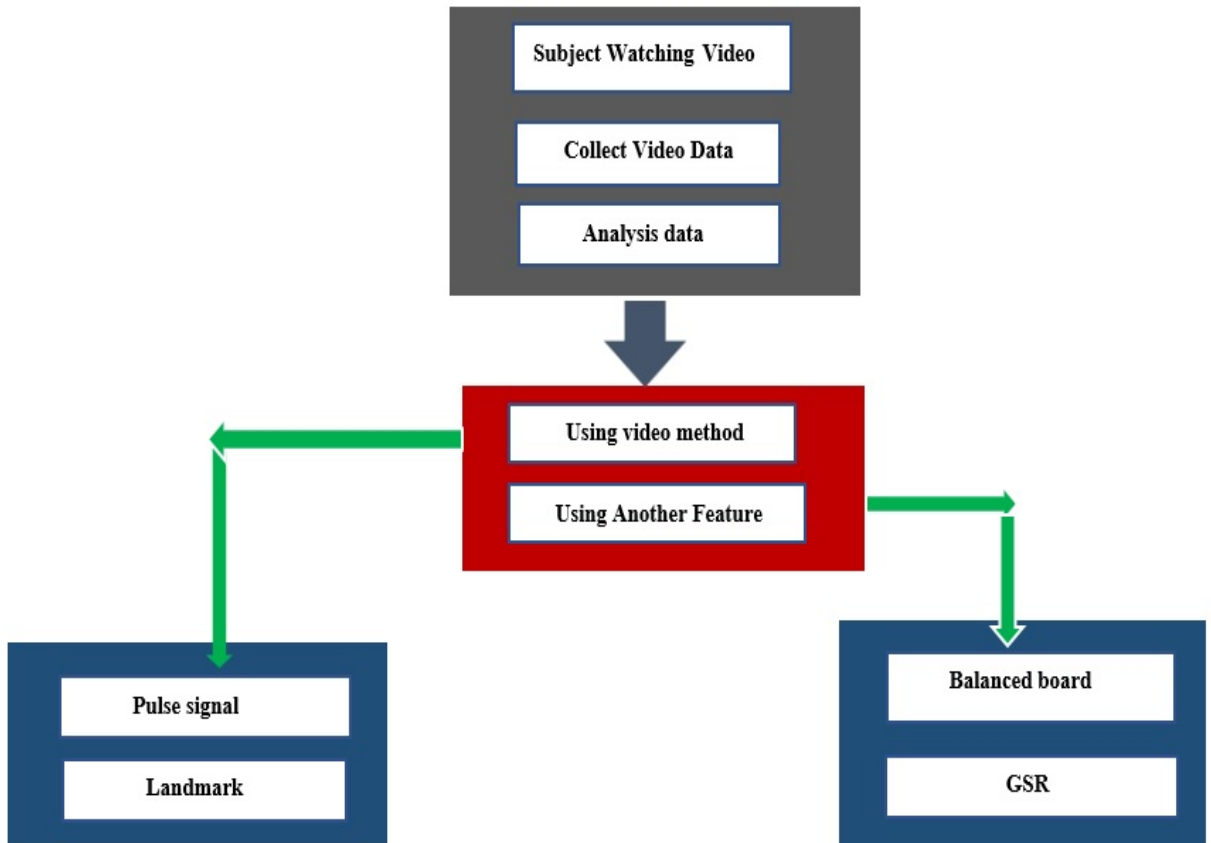 Subject Watching Video
Collect Video Data
Analysis data
Using video method
Using Another Feature
Pulse signal
Landmark
Balanced board
GSR